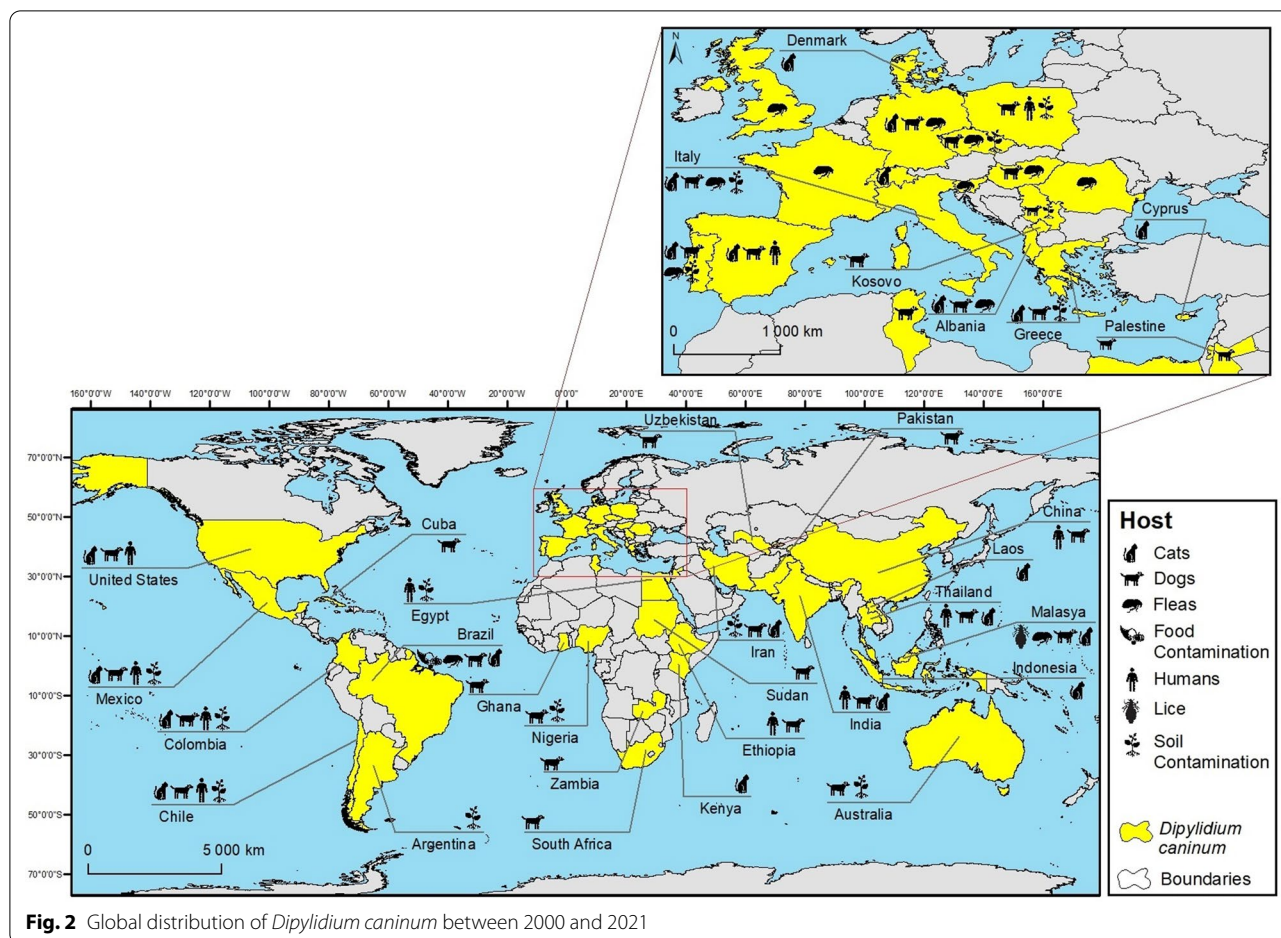 N
Denmark
Italy
Cyprus
Kosovo
Albania
Greece
Palestine
0
1 000 km
160°0'0"W
140°0'0"W
120°0'0"W
100°0'0"W
80°0'0"W
60°0'0"W
40°0'0"W
20°0'0"W
0°0'0"
20°0'0"E
40°0'0"E
60°0'0"E
80°0'0"E
100°0'0"E
120°0'0"E
140°0'0"E
160°0'0"E
70°0'0"N
50°0'0"N
30°0'0"N
10°0'0"N
10°0'0"S
30°0'0"S
50°0'0"S
70°0'0"S
Uzbekistan
Pakistan
China
Cuba
Laos
United States
Thailand
Egypt
Malasya
Brazil
Iran
Indonesia
Mexico
Ghana
Sudan
India
Colombia
Nigeria
Ethiopia
Zambia
Kenya
Australia
Chile
Argentina
South Africa
0
5 000 km
Host
Cats
Dogs
Fleas
Food
Contamination
Humans
Lice
Soil
Contamination
Dipylidium
caninum
Boundaries
Fig. 2 Global distribution of Dipylidium caninum between 2000 and 2021